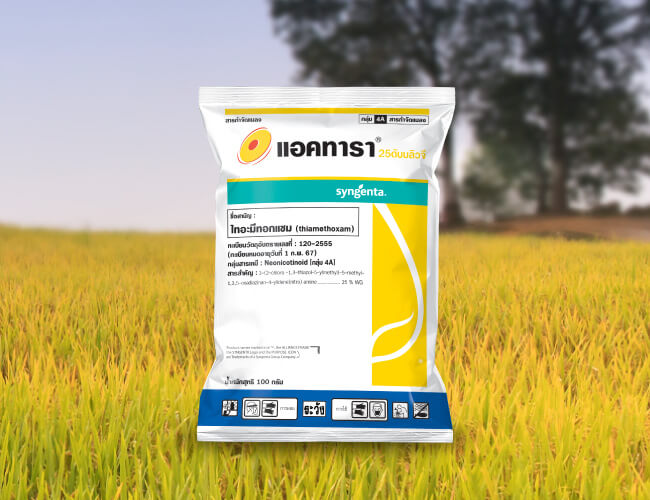 สารกำจัดแมลง
กลุ่ม 4A สารกำจัดแมลง
แอคทารา® 25ดับบลิวจี
syngenta.
ชื่อสามัญ :
ไทอะมีทอกแซม (thiamethoxam)
ทะเบียนวัตถุอันตรายเลขที่ : 120-2555
(ทะเบียนหมดอายุวันที่ 1 ก.ย. 67)
กลุ่มสารเคมี : Neonicotinoid (กลุ่ม 4A)
สารสำคัญ :
25 % WG
น้ำหนักสุทธิ 100 กรัม
ระวัง